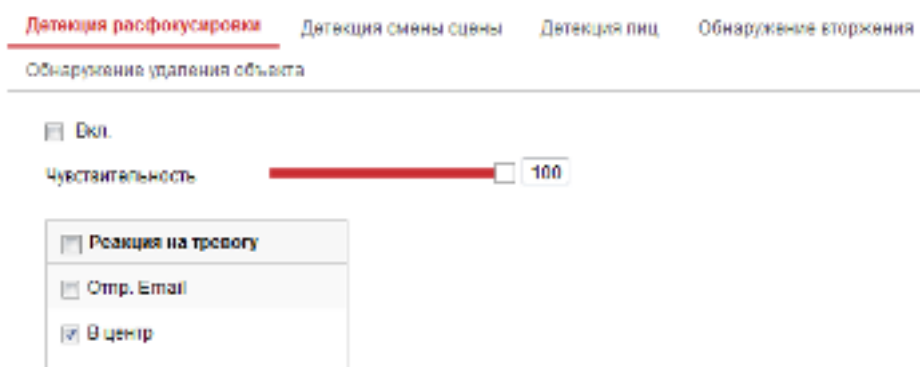 Детекция расфокусировки Детекция смены сцены Детекция лиц Обнаружение вторжения
Обнаружение удаления объекта
Вкл.
Чувствительность 100
Реакция на тревогу
Отпр. Email
В центр